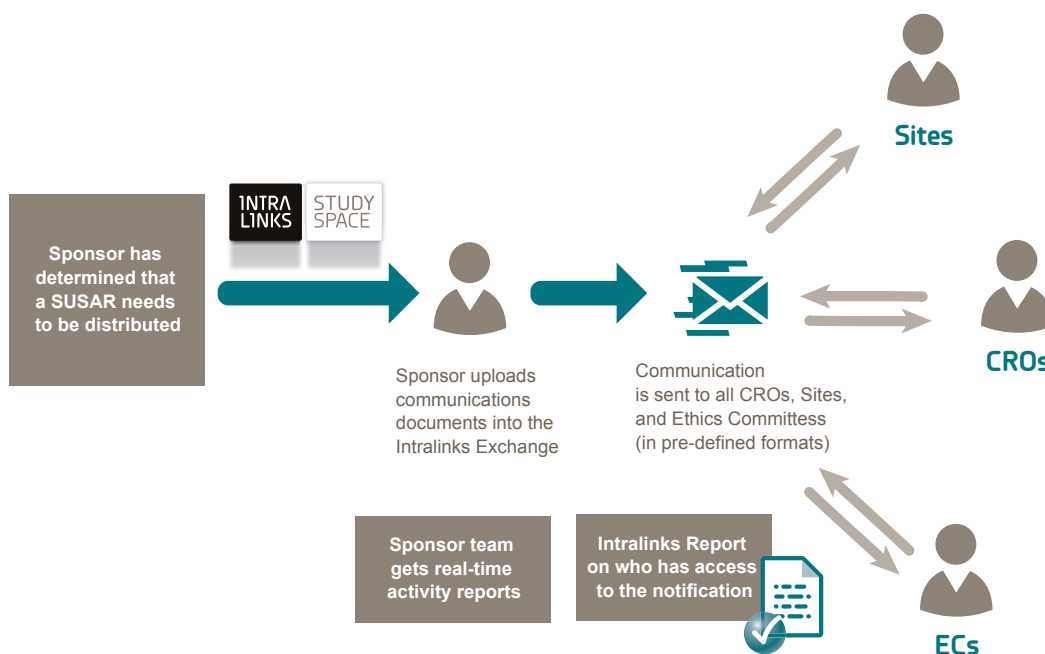 Sites
INTRA
LINKS
STUDY
SPACE
Sponsor has
determined that
a SUSAR needs
to be distributed
CROs
Sponsor uploads
communications
documents into the
Intralinks Exchange
Communication
is sent to all CROs, Sites,
and Ethics Committess
(in pre-defined formats)
Sponsor team
gets real-time
activity reports
Intralinks Report
on who has access
to the notification
ECs